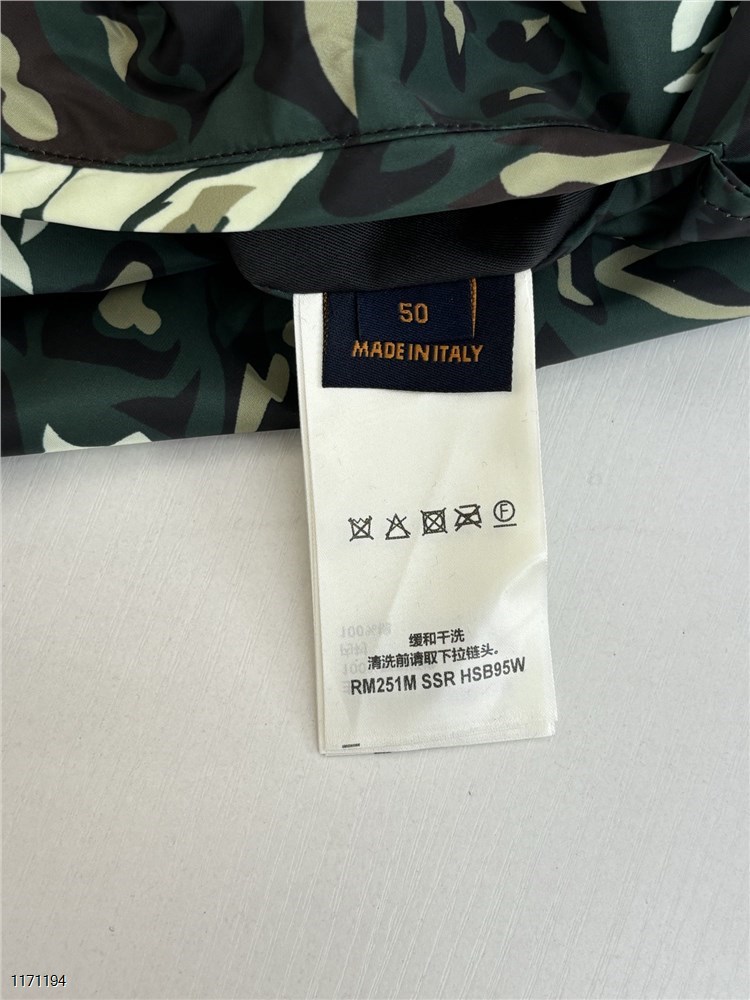 50
MADE IN ITALY
F
缓和干洗
清洗前请取下拉链头.
RM251M SSR HSB95W
1171194